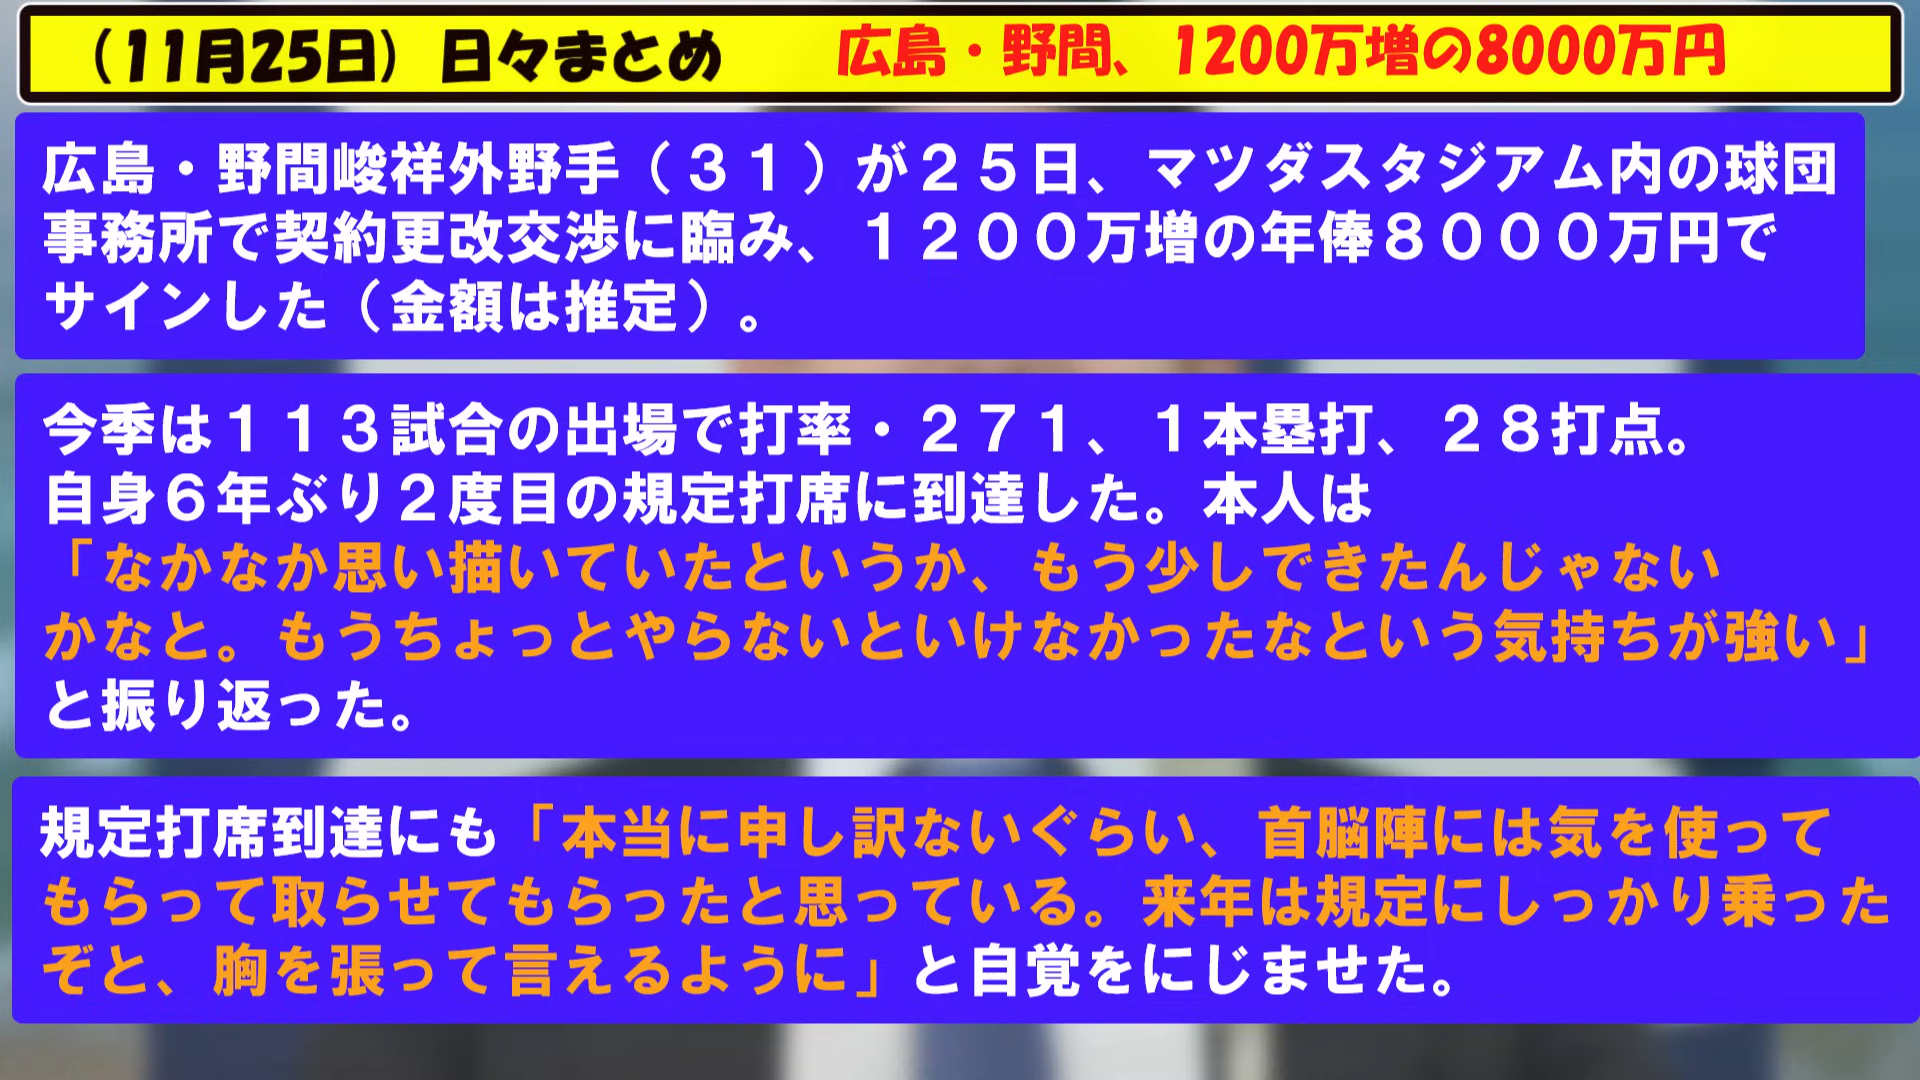 (11月25日) 日々まとめ　広島・野間、1200万増の8000万円
広島・野間峻祥外野手（３１）が２５日、マツダスタジアム内の球団
事務所で契約更改交渉に臨み、１２００万増の年俸８０００万円で
サインした（金額は推定）。
今季は１１３試合の出場で打率・２７１、１本塁打、２８打点。
自身６年ぶり２度目の規定打席に到達した。本人は
「なかなか思い描いていたというか、もう少しできたんじゃない
かなと。もうちょっとやらないといけなかったなという気持ちが強い」
と振り返った。
規定打席到達にも「本当に申し訳ないぐらい、首脳陣には気を使って
もらって取らせてもらったと思っている。来年は規定にしっかり乗った
ぞと、胸を張って言えるように」と自覚をにじませた。